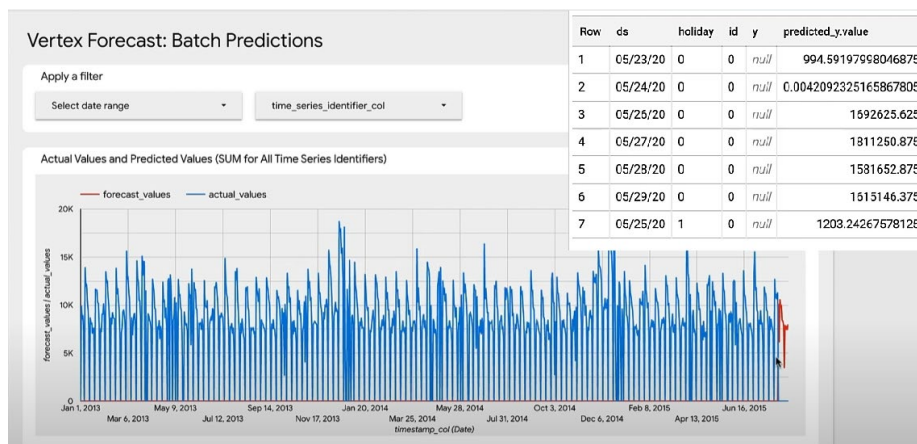 Vertex Forecast: Batch Predictions
Apply a filter
Select date range
time_series_identifier_col
Row ds holiday id y predicted_y.value
1 05/23/20 0 0 null 994.59197998046875
2 05/24/20 0 0 null 0.0042092325165867805
3 05/26/20 0 0 null 1692625.625
4 05/27/20 0 0 null 1811250.875
5 05/28/20 0 0 null 1581652.875
6 05/29/20 0 0 null 1615146.375
7 05/25/20 1 0 null 1203.24267578125
Actual Values and Predicted Values (SUM for All Time Series Identifiers)
forecast_values actual_values
forecast_values / actual_values
20K
15K
10K
5K
0
Jan 1, 2013 May 9, 2013 Sep 14, 2013 Jan 20, 2014 May 28, 2014 Oct 3, 2014 Feb 8, 2015 Jun 16, 2015
Mar 6, 2013 Jul 12, 2013 Nov 17, 2013 Mar 25, 2014 Jul 31, 2014 Dec 6, 2014 Apr 13, 2015
timestamp_col (Date)